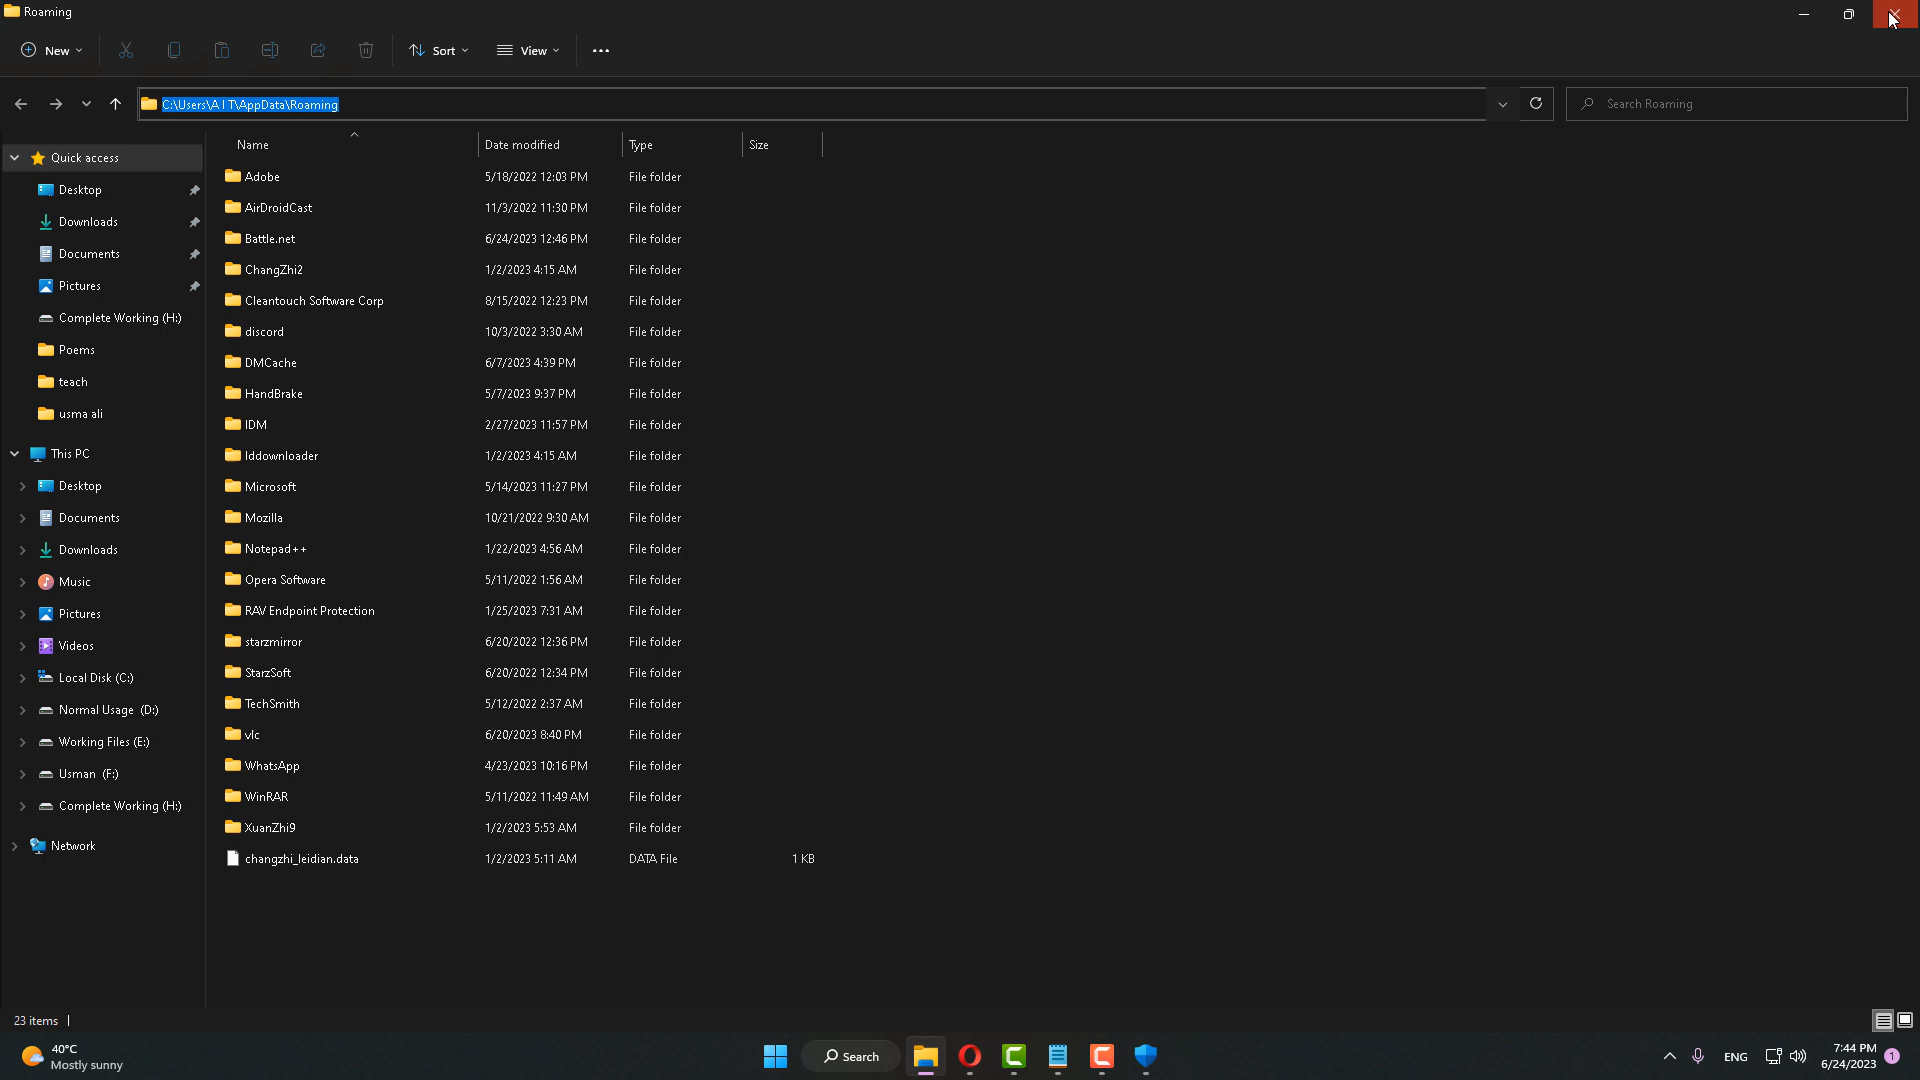 Roaming
New
Sort
View
C:\Users\A I T\AppData\Roaming
Search Roaming
Quick access
Desktop
Downloads
Documents
Pictures
Complete Working (H:)
Poems
teach
usma ali
This PC
Desktop
Documents
Downloads
Music
Pictures
Videos
Local Disk (C:)
Normal Usage (D:)
Working Files (E:)
Usman (F:)
Complete Working (H:)
Network
Name Date modified Type Size
Adobe 5/18/2022 12:03 PM File folder
AirDroidCast 11/3/2022 11:30 PM File folder
Battle.net 6/24/2023 12:46 PM File folder
ChangZhi2 1/2/2023 4:15 AM File folder
Cleantouch Software Corp 8/15/2022 12:23 PM File folder
discord 10/3/2022 3:30 AM File folder
DMCache 6/7/2023 4:39 PM File folder
HandBrake 5/7/2023 9:37 PM File folder
IDM 2/27/2023 11:57 PM File folder
lddownloader 1/2/2023 4:15 AM File folder
Microsoft 5/14/2023 11:27 PM File folder
Mozilla 10/21/2022 9:30 AM File folder
Notepad++ 1/22/2023 4:56 AM File folder
Opera Software 5/11/2022 1:56 AM File folder
RAV Endpoint Protection 1/25/2023 7:31 AM File folder
starzmirror 6/20/2022 12:36 PM File folder
StarzSoft 6/20/2022 12:34 PM File folder
TechSmith 5/12/2022 2:37 AM File folder
vlc 6/20/2023 8:40 PM File folder
WhatsApp 4/23/2023 10:16 PM File folder
WinRAR 5/11/2022 11:49 AM File folder
XuanZhi9 1/2/2023 5:53 AM File folder
changzhi_leidian.data 1/2/2023 5:11 AM DATA File 1 KB
23 items
40°C
Mostly sunny
Search
ENG
7:44 PM
6/24/2023
1